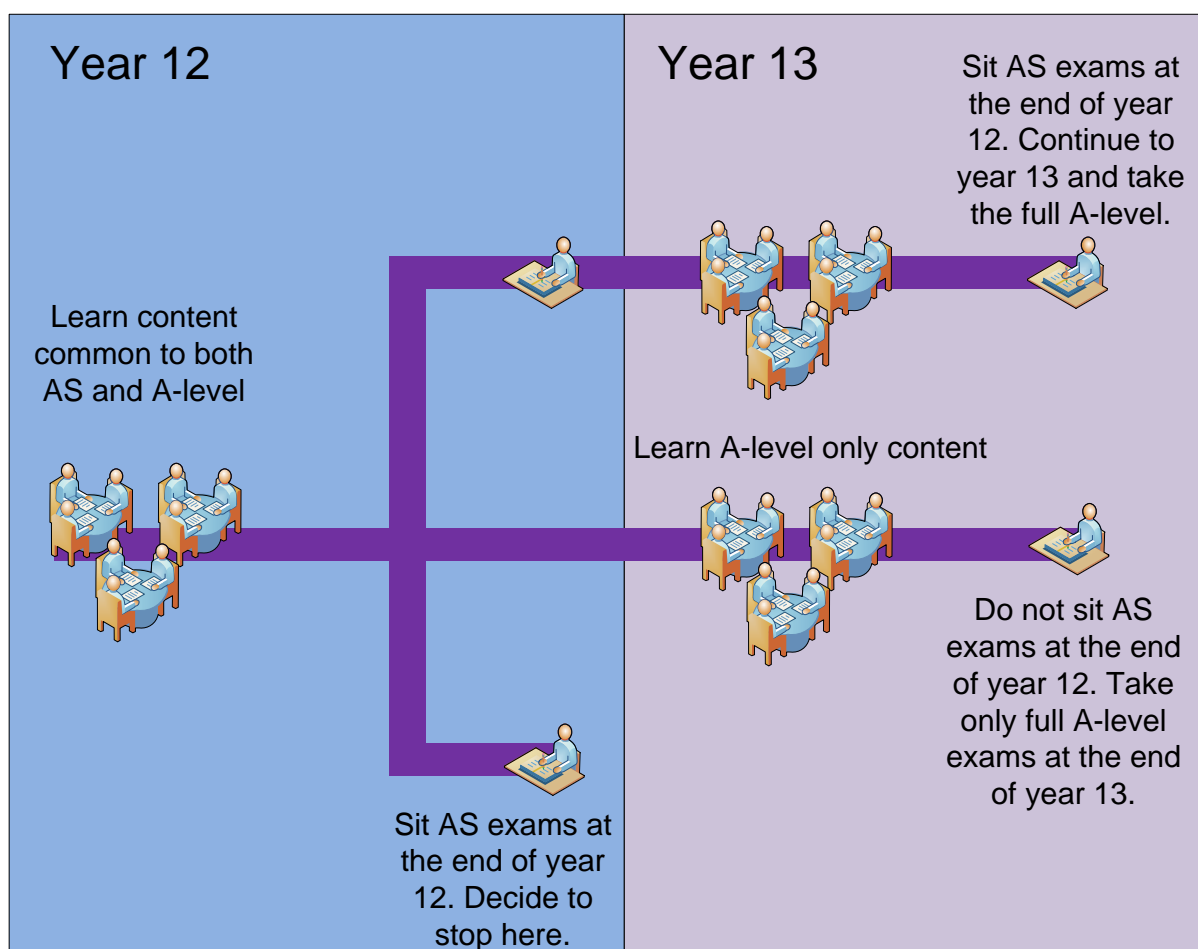 Year 12
Year 13
Sit AS exams at
the end of year
12. Continue to
year 13 and take
the full A-level.
Learn content
common to both
AS and A-level
Learn A-level only content
Do not sit AS
exams at the end
of year 12. Take
only full A-level
exams at the end
of year 13.
Sit AS exams at
the end of year
12. Decide to
stop here.